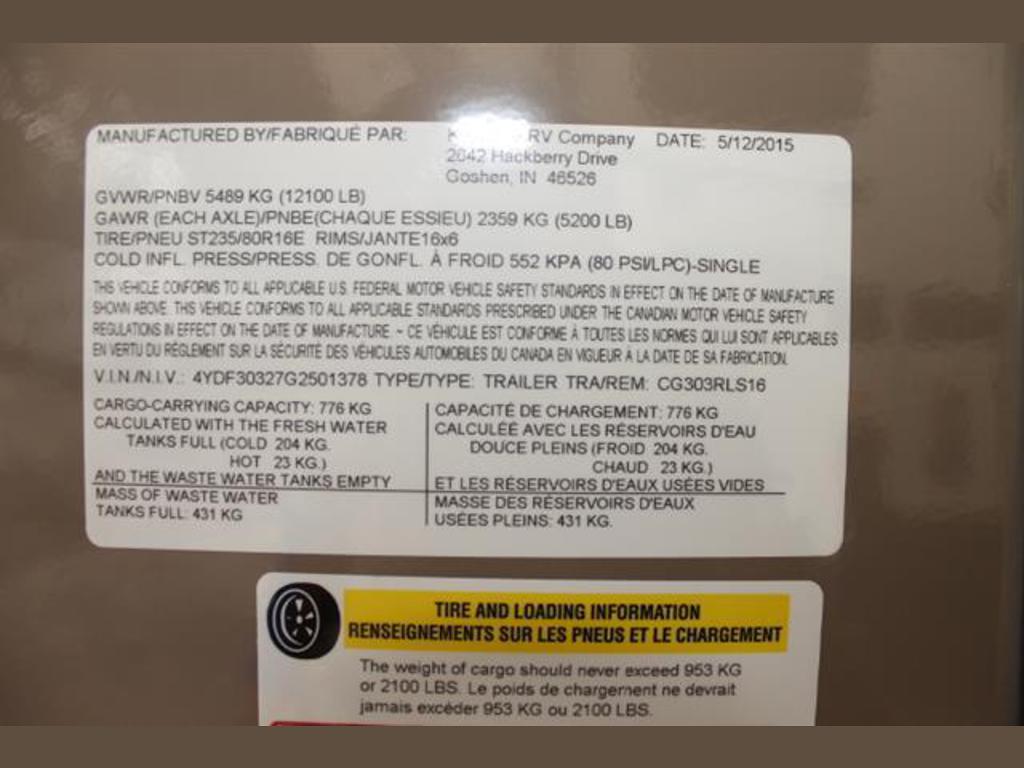 MANUFACTURED BY/FABRIQUÉ PAR: RV Company DATE: 5/12/2015
2642 Hackberry Drive
Goshen, IN 46526
GVWR/PNBV 5489 KG (12100 LB)
GAWR (EACH AXLE)/PNBE(CHAQUE ESSIEU) 2359 KG (5200 LB)
TIRE/PNEU ST235/80R16E RIMS/JANTE16x6
COLD INFL. PRESS/PRESS. DE GONFL. À FROID 552 KPA (80 PSI/LPC)-SINGLE
THIS VEHICLE CONFORMS TO ALL APPLICABLE U.S. FEDERAL MOTOR VEHICLE SAFETY STANDARDS IN EFFECT ON THE DATE OF MANUFACTURE
SHOWN ABOVE. THIS VEHICLE CONFORMS TO ALL APPLICABLE STANDARDS PRESCRIBED UNDER THE CANADIAN MOTOR VEHICLE SAFETY
REGULATIONS IN EFFECT ON THE DATE OF MANUFACTURE ~ CE VÉHICULE EST CONFORME À TOUTES LES NORMES QUI LUI SONT APPLICABLES
EN VERTU DU RÉGLEMENT SUR LA SÉCURITÉ DES VÉHICULES AUTOMOBILES DU CANADA EN VIGUEUR À LA DATE DE SA FABRICATION.
V.I.N./N.I.V.: 4YDF30327G2501378 TYPE/TYPE: TRAILER TRA/REM: CG303RLS16
CARGO-CARRYING CAPACITY: 776 KG
CALCULATED WITH THE FRESH WATER
TANKS FULL (COLD 204 KG.
HOT 23 KG.)
AND THE WASTE WATER TANKS EMPTY
MASS OF WASTE WATER
TANKS FULL: 431 KG
CAPACITÉ DE CHARGEMENT: 776 KG
CALCULÉE AVEC LES RÉSERVOIRS D'EAU
DOUCE PLEINS (FROID 204 KG.
CHAUD 23 KG.)
ET LES RÉSERVOIRS D'EAUX USÉES VIDES
MASSE DES RÉSERVOIRS D'EAUX
USÉES PLEINS: 431 KG.
TIRE AND LOADING INFORMATION
RENSEIGNEMENTS SUR LES PNEUS ET LE CHARGEMENT
The weight of cargo should never exceed 953 KG
or 2100 LBS. Le poids de chargement ne devrait
jamais excéder 953 KG ou 2100 LBS.